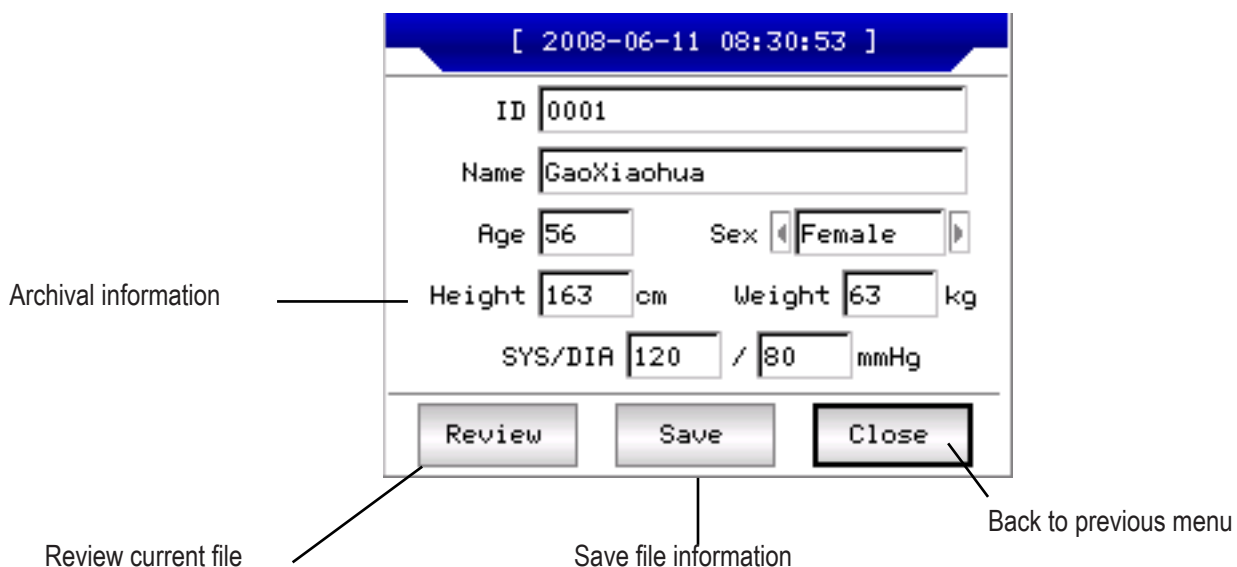 [ 2008-06-11 08:30:53 ]
ID 0001
Name GaoXiaohua
Age 56 Sex Female
Archival information Height 163 cm Weight 63 kg
SYS/DIA 120 / 80 mmHg
Review Save Close
Back to previous menu
Review current file Save file information